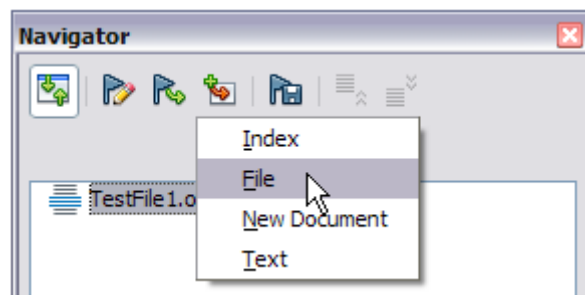 Navigator
Index
File
TestFile1.o
New Document
Text